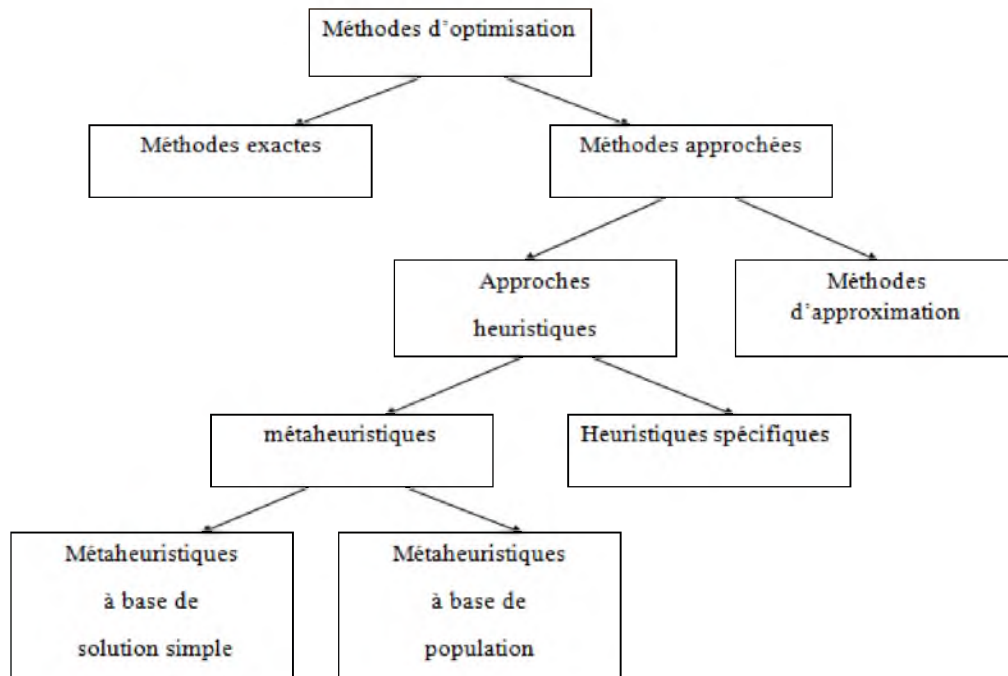 Méthodes d'optimisation
Méthodes exactes
Méthodes approchées
Approches
heuristiques
Méthodes
d'approximation
métaheuristiques
Heuristiques spécifiques
Métaheuristiques
à base de
solution simple
Métaheuristiques
à base de
population